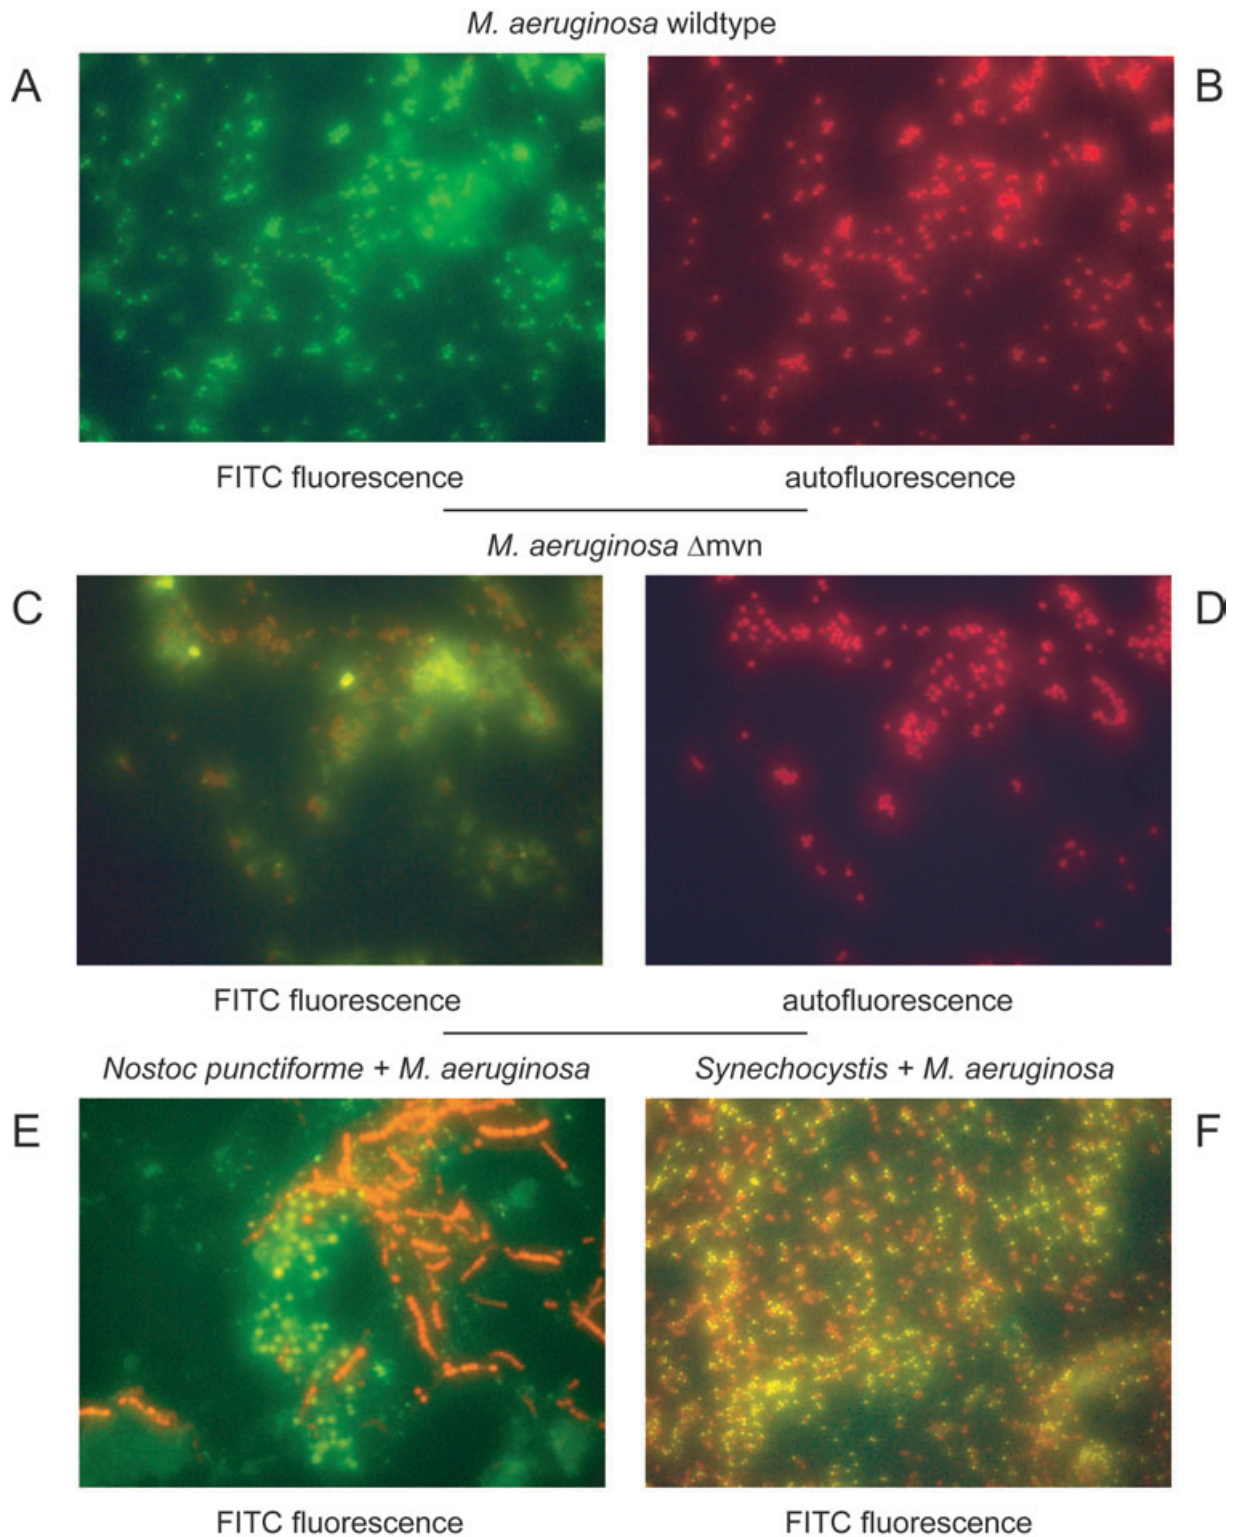 M. aeruginosa wildtype
A
B
FITC fluorescence
autofluorescence
M. aeruginosa Δmvn
C
D
FITC fluorescence
autofluorescence
Nostoc punctiforme + M. aeruginosa
Synechocystis + M. aeruginosa
E
F
FITC fluorescence
FITC fluorescence